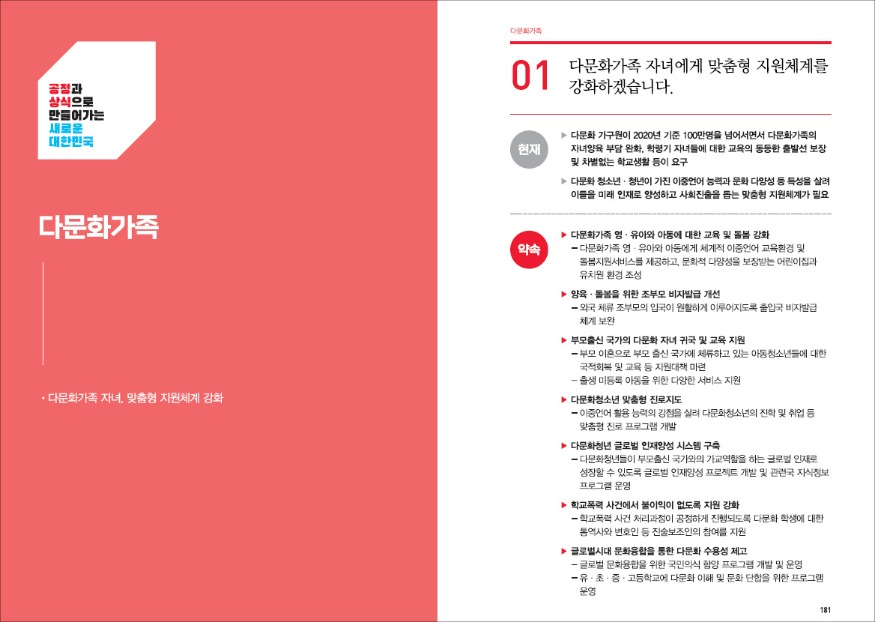 공정과
상식으로
만들어가는
새로운
대한민국
다문화가족
• 다문화가족 자녀, 맞춤형 지원체계 강화
다문화가족
01
다문화가족 자녀에게 맞춤형 지원체계를
강화하겠습니다.
현재
▶ 다문화 가구원이 2020년 기준 100만명을 넘어서면서 다문화가족의
자녀양육 부담 완화, 학령기 자녀들에 대한 교육의 동등한 출발선 보장
및 차별없는 학교생활 등이 요구
▶ 다문화 청소년 · 청년이 가진 이중언어 능력과 문화 다양성 등 특성을 살려
이들을 미래 인재로 양성하고 사회진출을 돕는 맞춤형 지원체계가 필요
약속
▶ 다문화가족 영 · 유아와 아동에 대한 교육 및 돌봄 강화
– 다문화가족 영 · 유아와 아동에게 체계적 이중언어 교육환경 및
돌봄지원서비스를 제공하고, 문화적 다양성을 보장받는 어린이집과
유치원 환경 조성
▶ 양육 · 돌봄을 위한 조부모 비자발급 개선
– 외국 체류 조부모의 입국이 원활하게 이루어지도록 출입국 비자발급
체계 보완
▶ 부모출신 국가의 다문화 자녀 귀국 및 교육 지원
– 부모 이혼으로 부모 출신 국가에 체류하고 있는 아동청소년들에 대한
국적회복 및 교육 등 지원대책 마련
– 출생 미등록 아동을 위한 다양한 서비스 지원
▶ 다문화청소년 맞춤형 진로지도
– 이중언어 활용 능력의 강점을 살려 다문화청소년의 진학 및 취업 등
맞춤형 진로 프로그램 개발
▶ 다문화청년 글로벌 인재양성 시스템 구축
– 다문화청년들이 부모출신 국가와의 가교역할을 하는 글로벌 인재로
성장할 수 있도록 글로벌 인재양성 프로젝트 개발 및 관련국 지식정보
프로그램 운영
▶ 학교폭력 사건에서 불이익이 없도록 지원 강화
– 학교폭력 사건 처리과정이 공정하게 진행되도록 다문화 학생에 대한
통역사와 변호인 등 진술보조인의 참여를 지원
▶ 글로벌시대 문화융합을 통한 다문화 수용성 제고
– 글로벌 문화융합을 위한 국민의식 함양 프로그램 개발 및 운영
– 유 · 초 · 중 · 고등학교에 다문화 이해 및 문화 단합을 위한 프로그램
운영
181